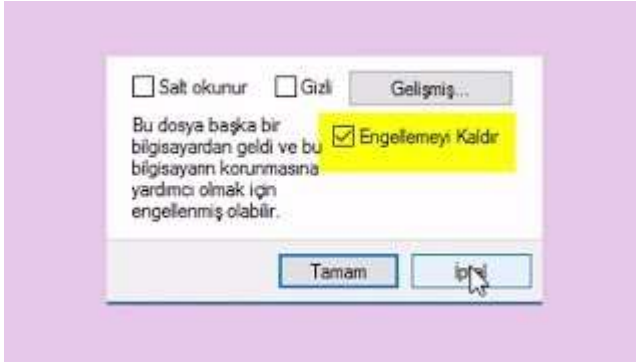 Salt okunur Gizli Gelişmiş...
Bu dosya başka bir
bilgisayardan geldi ve bu
bilgisayarın korunmasına
yardımcı olmak için
engellenmiş olabilir.
Engellemeyi Kaldır
Tamam İptal